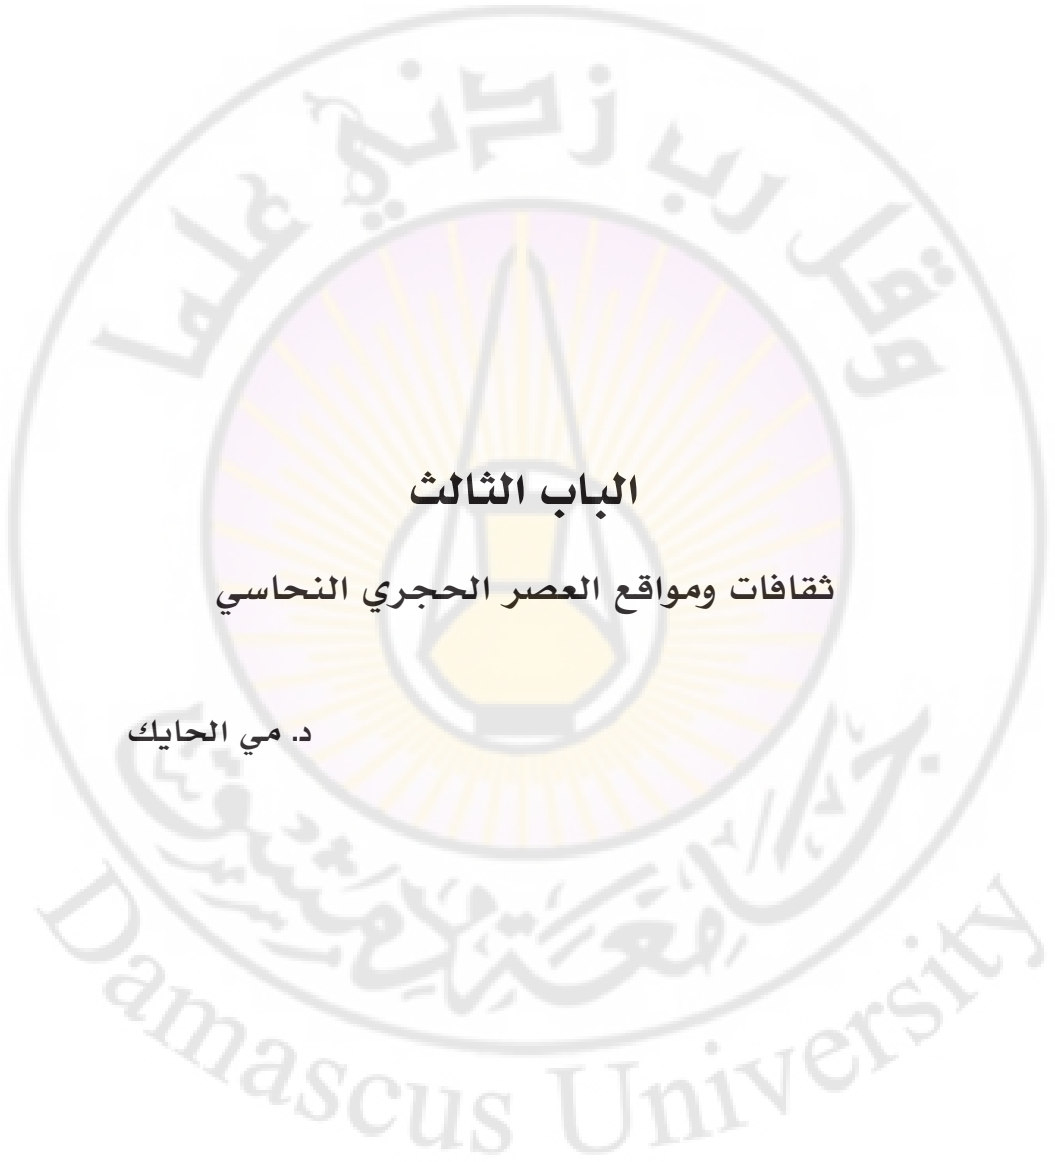 وقل رب زدني علما
الباب الثالث
ثقافات ومواقع العصر الحجري النحاسي
د. مي الحايك
جامعة دمشق
Damascus University